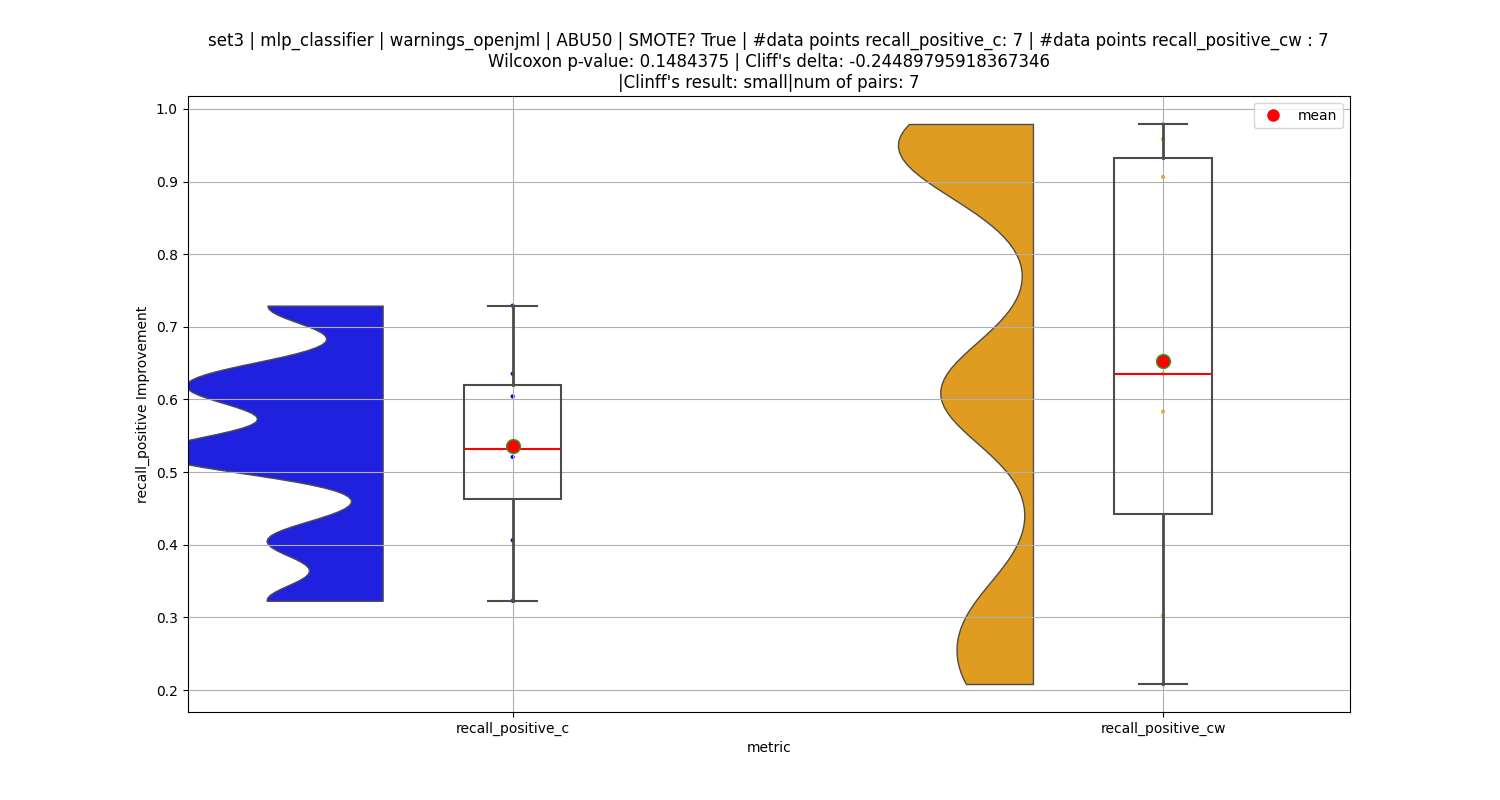 set3 | mlp_classifier | warnings_openjml | ABU50 | SMOTE? True | #data points recall_positive_c: 7 | #data points recall_positive_cw : 7
Wilcoxon p-value: 0.1484375 | Cliff's delta: -0.24489795918367346
|Clinff's result: small|num of pairs: 7
mean
1.0
0.9
0.8
0.7
0.6
0.5
0.4
0.3
0.2
recall_positive Improvement
recall_positive_c
recall_positive_cw
metric